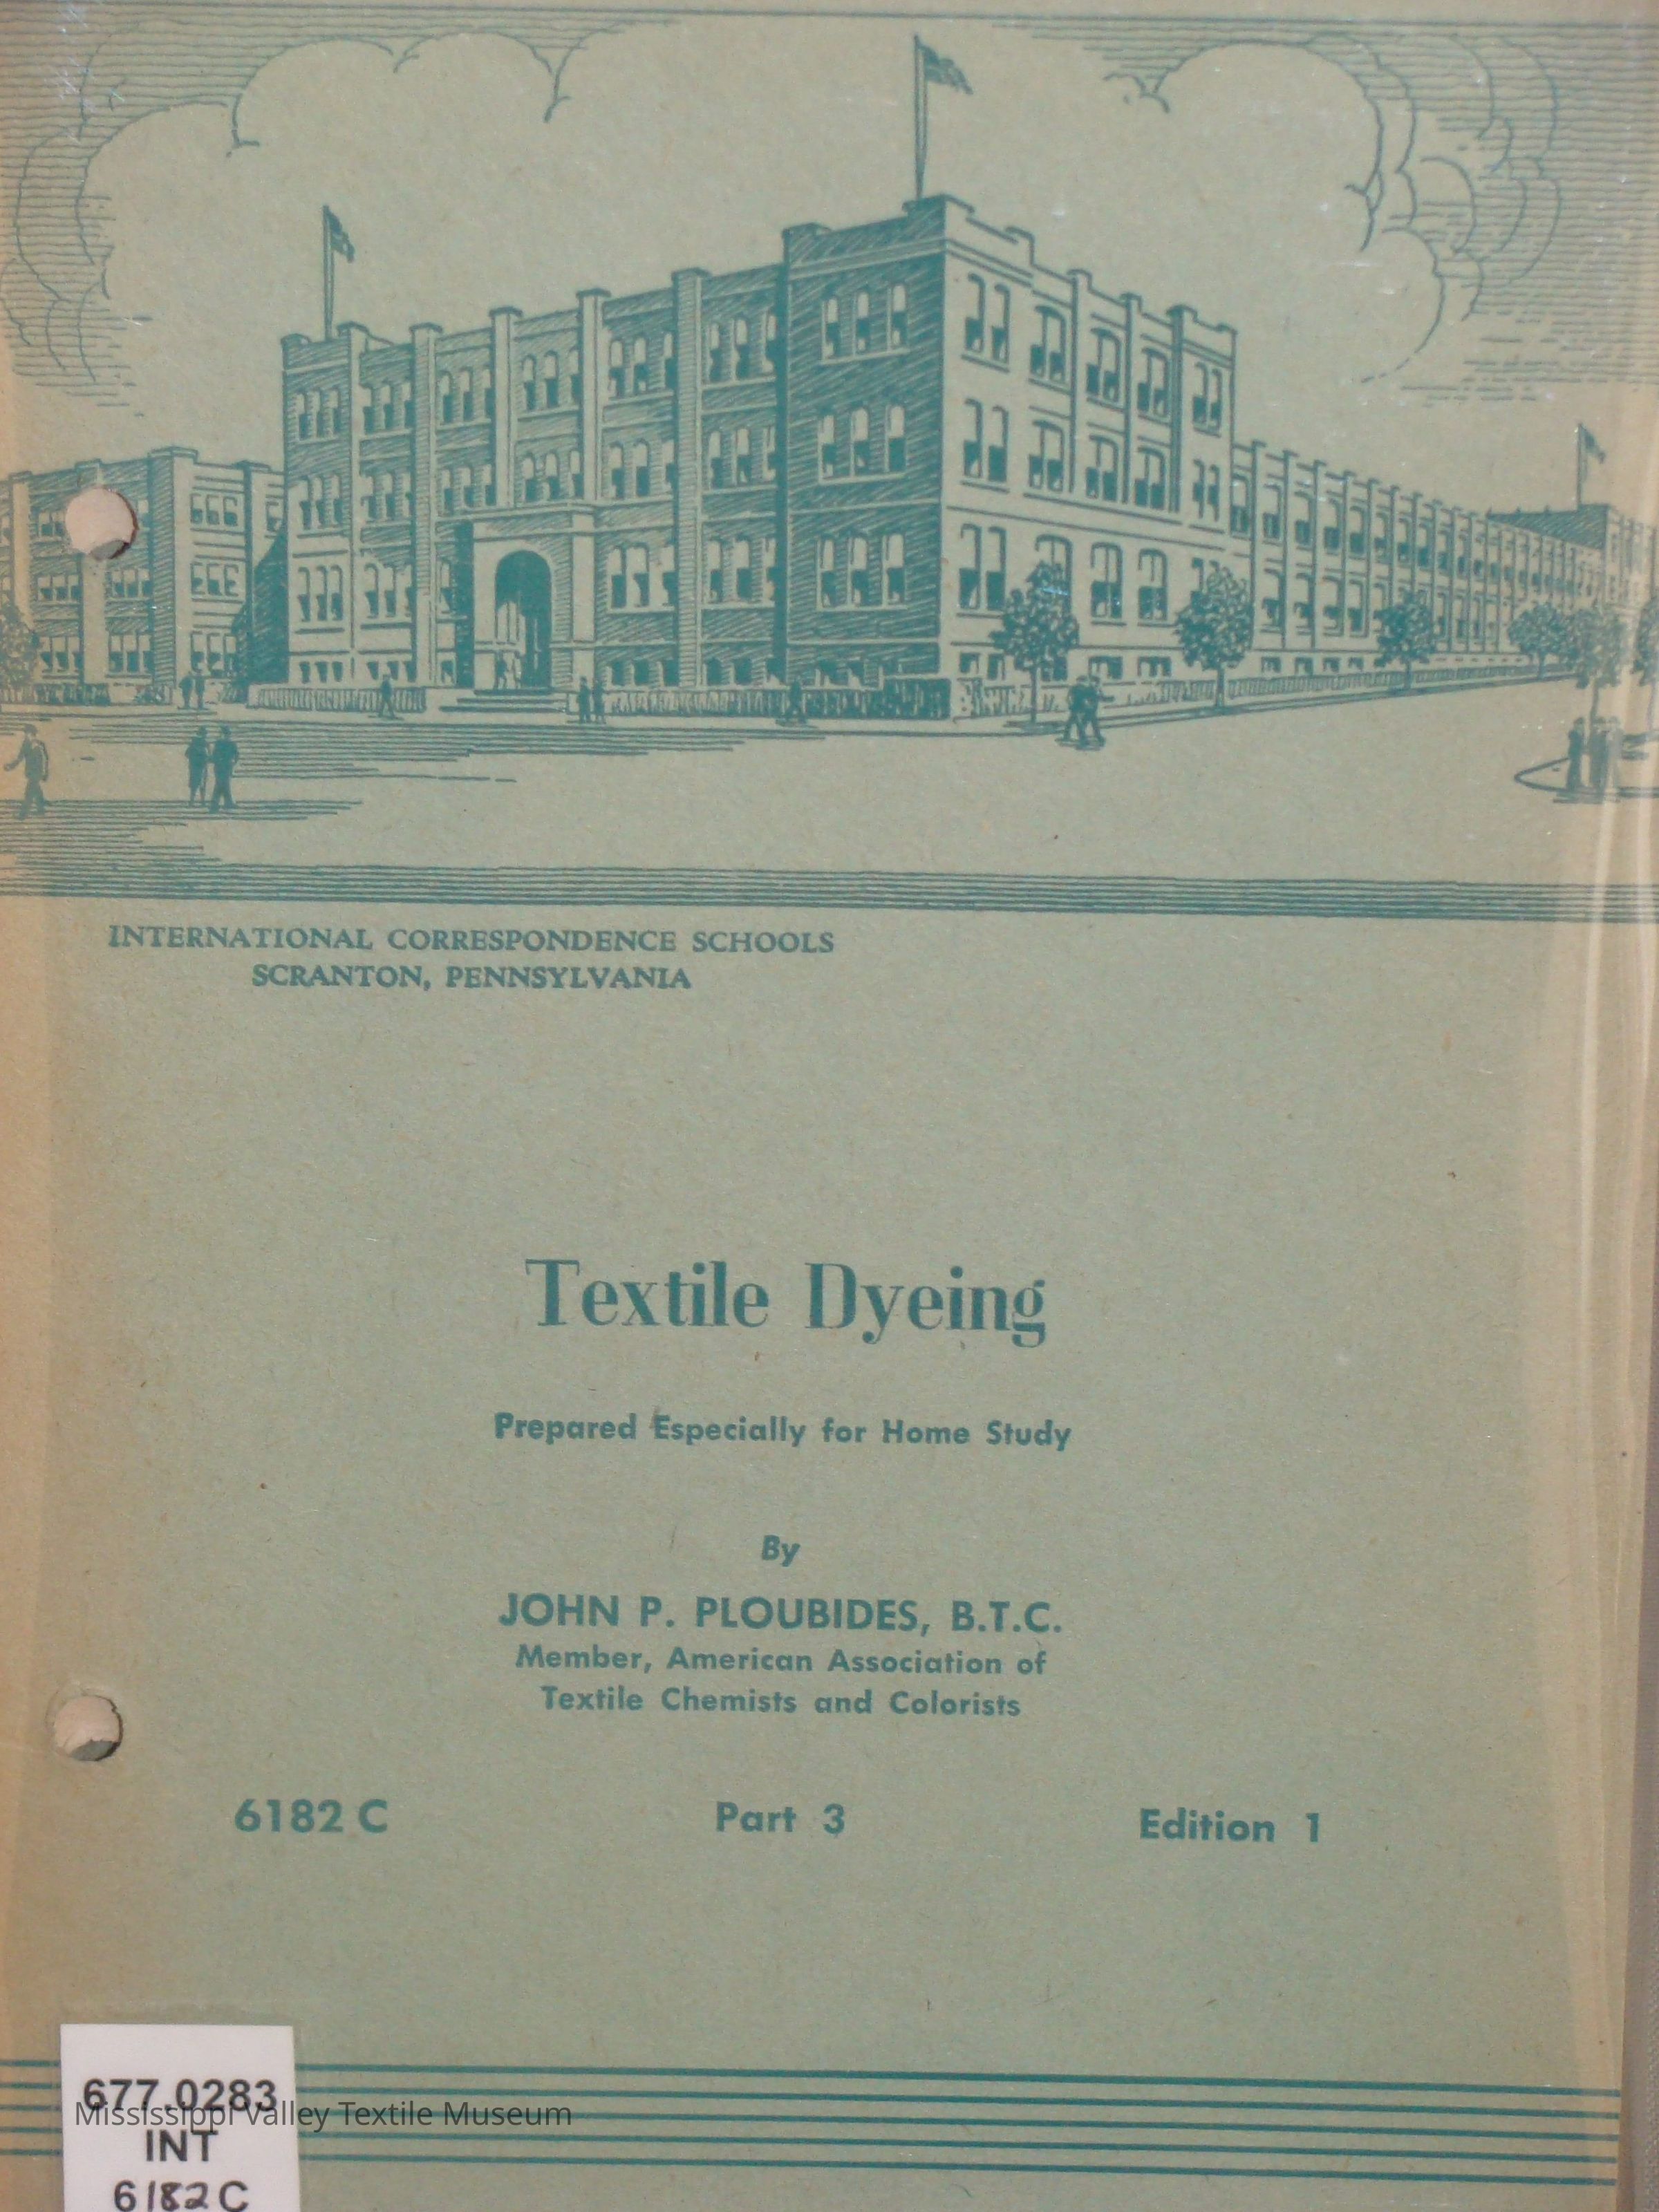 INTERNATIONAL CORRESPONDENCE SCHOOLS
SCRANTON, PENNSYLVANIA
Textile Dyeing
Prepared Especially for Home Study
By
JOHN P. PLOUBIDES, B.T.C.
Member, American Association of
Textile Chemists and Colorists
6182 C Part 3 Edition 1
677.0283
Mississippi Valley Textile Museum
INT
6182 C